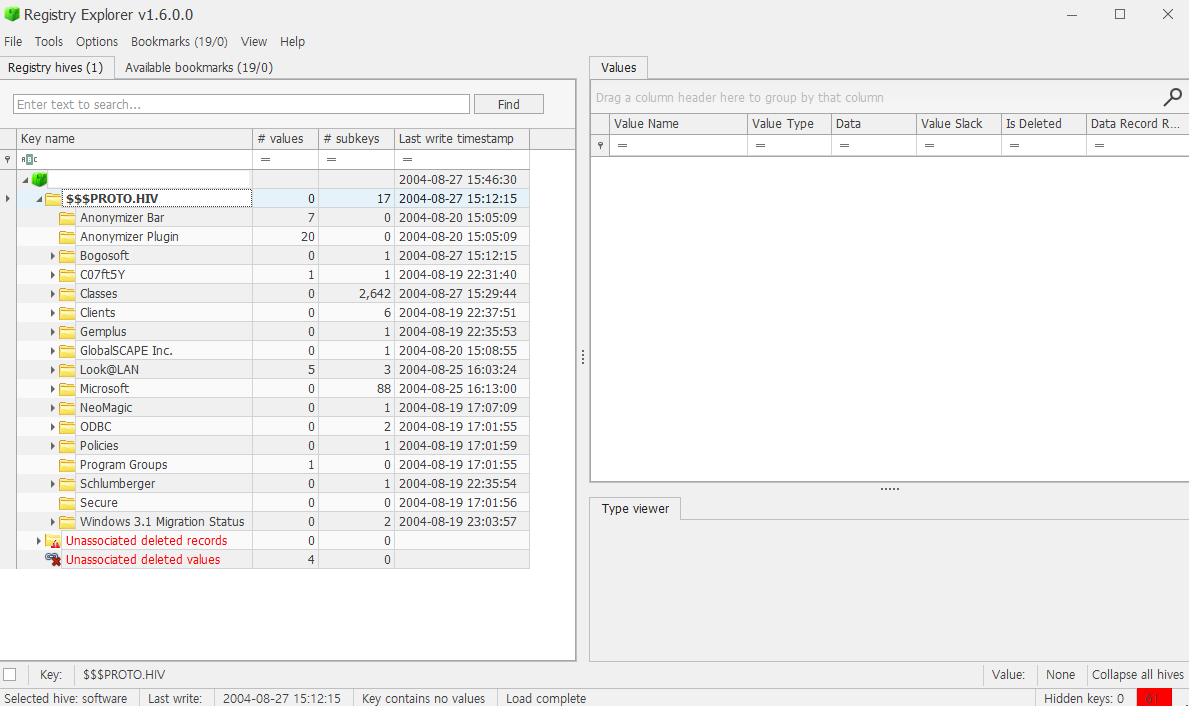 Registry Explorer v1.6.0.0
File Tools Options Bookmarks (19/0) View Help
Registry hives (1) Available bookmarks (19/0)
Enter text to search... Find
Key name # values # subkeys Last write timestamp
= = =
2004-08-27 15:46:30
$$$PROTO.HIV 0 17 2004-08-27 15:12:15
Anonymizer Bar 7 0 2004-08-20 15:05:09
Anonymizer Plugin 20 0 2004-08-20 15:05:09
Bogosoft 0 1 2004-08-27 15:12:15
C07ft5Y 1 1 2004-08-19 22:31:40
Classes 0 2,642 2004-08-27 15:29:44
Clients 0 6 2004-08-19 22:37:51
Gemplus 0 1 2004-08-19 22:35:53
GlobalSCAPE Inc. 0 1 2004-08-20 15:08:55
Look@LAN 5 3 2004-08-25 16:03:24
Microsoft 0 88 2004-08-25 16:13:00
NeoMagic 0 1 2004-08-19 17:07:09
ODBC 0 2 2004-08-19 17:01:55
Policies 0 1 2004-08-19 17:01:59
Program Groups 1 0 2004-08-19 17:01:55
Schlumberger 0 1 2004-08-19 22:35:54
Secure 0 0 2004-08-19 17:01:56
Windows 3.1 Migration Status 0 2 2004-08-19 23:03:57
Unassociated deleted records 0 0
Unassociated deleted values 4 0
Values
Drag a column header here to group by that column
Value Name Value Type Data Value Slack Is Deleted Data Record R...
= = = = = =
Type viewer
Key: $$$PROTO.HIV Value: None Collapse all hives
Selected hive: software Last write: 2004-08-27 15:12:15 Key contains no values Load complete Hidden keys: 0